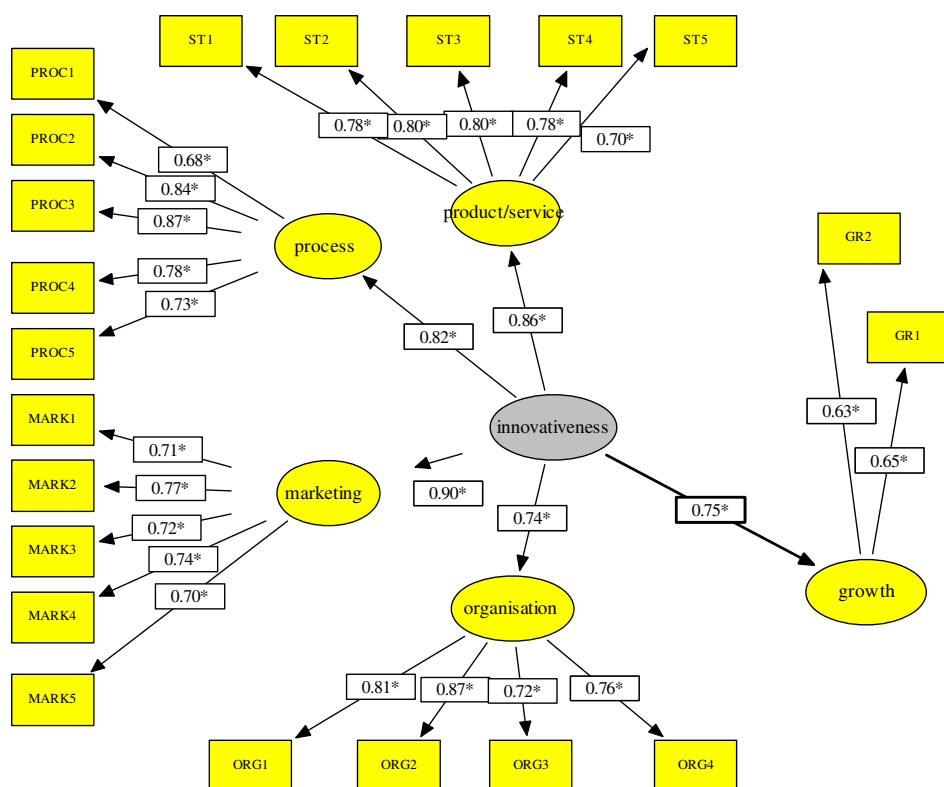 ST1
ST2
ST3
ST4
ST5
PROC1
PROC2
PROC3
PROC4
PROC5
0.78*
0.80*
0.80*
0.78*
0.70*
0.68*
0.84*
0.87*
0.78*
0.73*
product/service
process
GR2
GR1
0.86*
0.82*
0.63*
0.65*
innovativeness
MARK1
MARK2
MARK3
MARK4
MARK5
0.71*
0.77*
0.72*
0.74*
0.70*
marketing
0.90*
0.74*
0.75*
growth
organisation
0.81*
0.87*
0.72*
0.76*
ORG1
ORG2
ORG3
ORG4